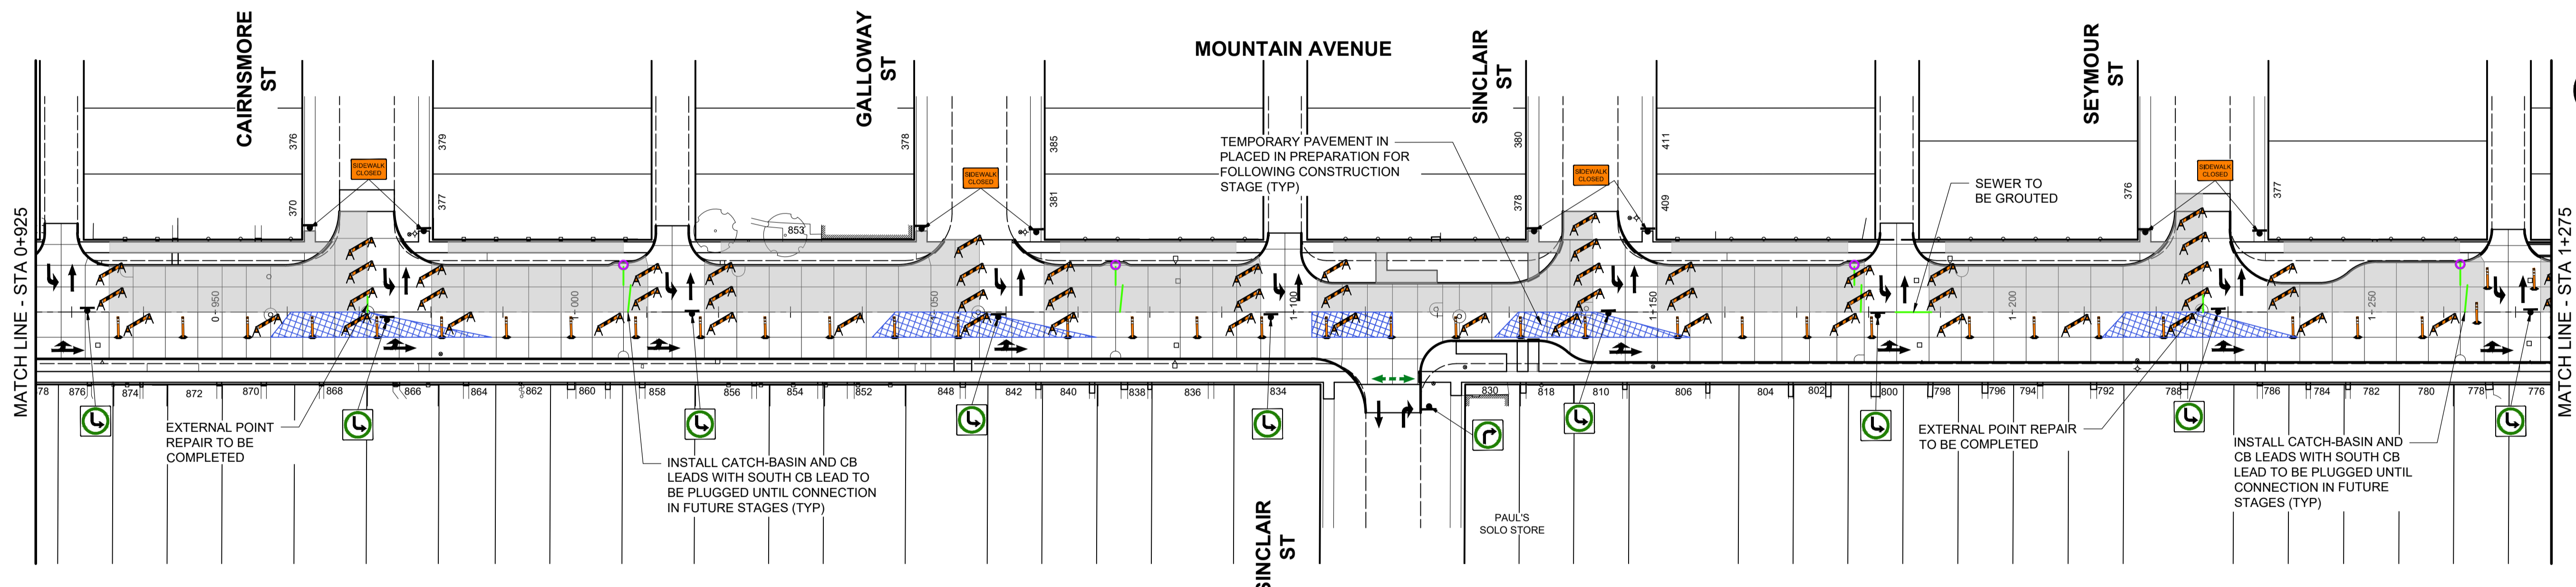 MOUNTAIN AVENUE
CAIRNSMORE
ST
GALLOWAY
ST
SINCLAIR
ST
SEYMOUR
ST
376
379
370
377
378
385
381
380
411
378
409
376
377
SIDEWALK
CLOSED
SIDEWALK
CLOSED
SIDEWALK
CLOSED
SIDEWALK
CLOSED
TEMPORARY PAVEMENT IN
PLACED IN PREPARATION FOR
FOLLOWING CONSTRUCTION
STAGE (TYP)
SEWER TO
BE GROUTED
853
MATCH LINE - STA 0+925
MATCH LINE - STA 1+275
0+950
1+000
1+050
1+100
1+150
1+200
1+250
78 876 874 872 870 868 866 864 862 860 858 856 854 852 848 842 840 838 836 834 830 818 810 806 804 802 800 798 796 794 792 788 786 784 782 780 778 776
EXTERNAL POINT
REPAIR TO BE
COMPLETED
INSTALL CATCH-BASIN AND CB
LEADS WITH SOUTH CB LEAD TO
BE PLUGGED UNTIL CONNECTION
IN FUTURE STAGES (TYP)
SINCLAIR
ST
PAUL'S
SOLO STORE
EXTERNAL POINT REPAIR
TO BE COMPLETED
INSTALL CATCH-BASIN AND
CB LEADS WITH SOUTH CB
LEAD TO BE PLUGGED UNTIL
CONNECTION IN FUTURE
STAGES (TYP)